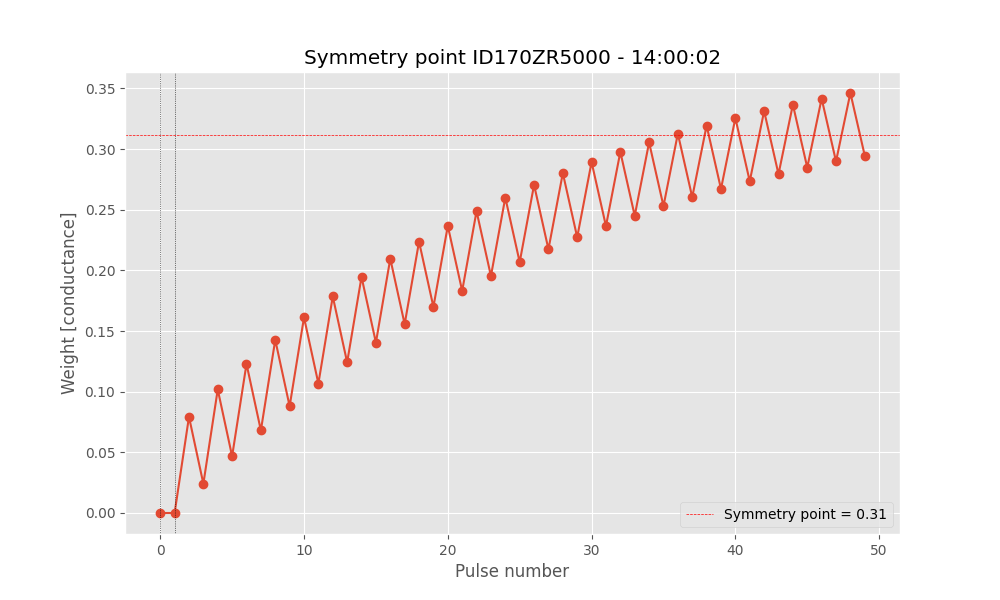 Symmetry point ID170ZR5000 - 14:00:02
0.35
0.30
0.25
0.20
0.15
0.10
0.05
0.00
Weight [conductance]
Symmetry point = 0.31
0 10 20 30 40 50
Pulse number